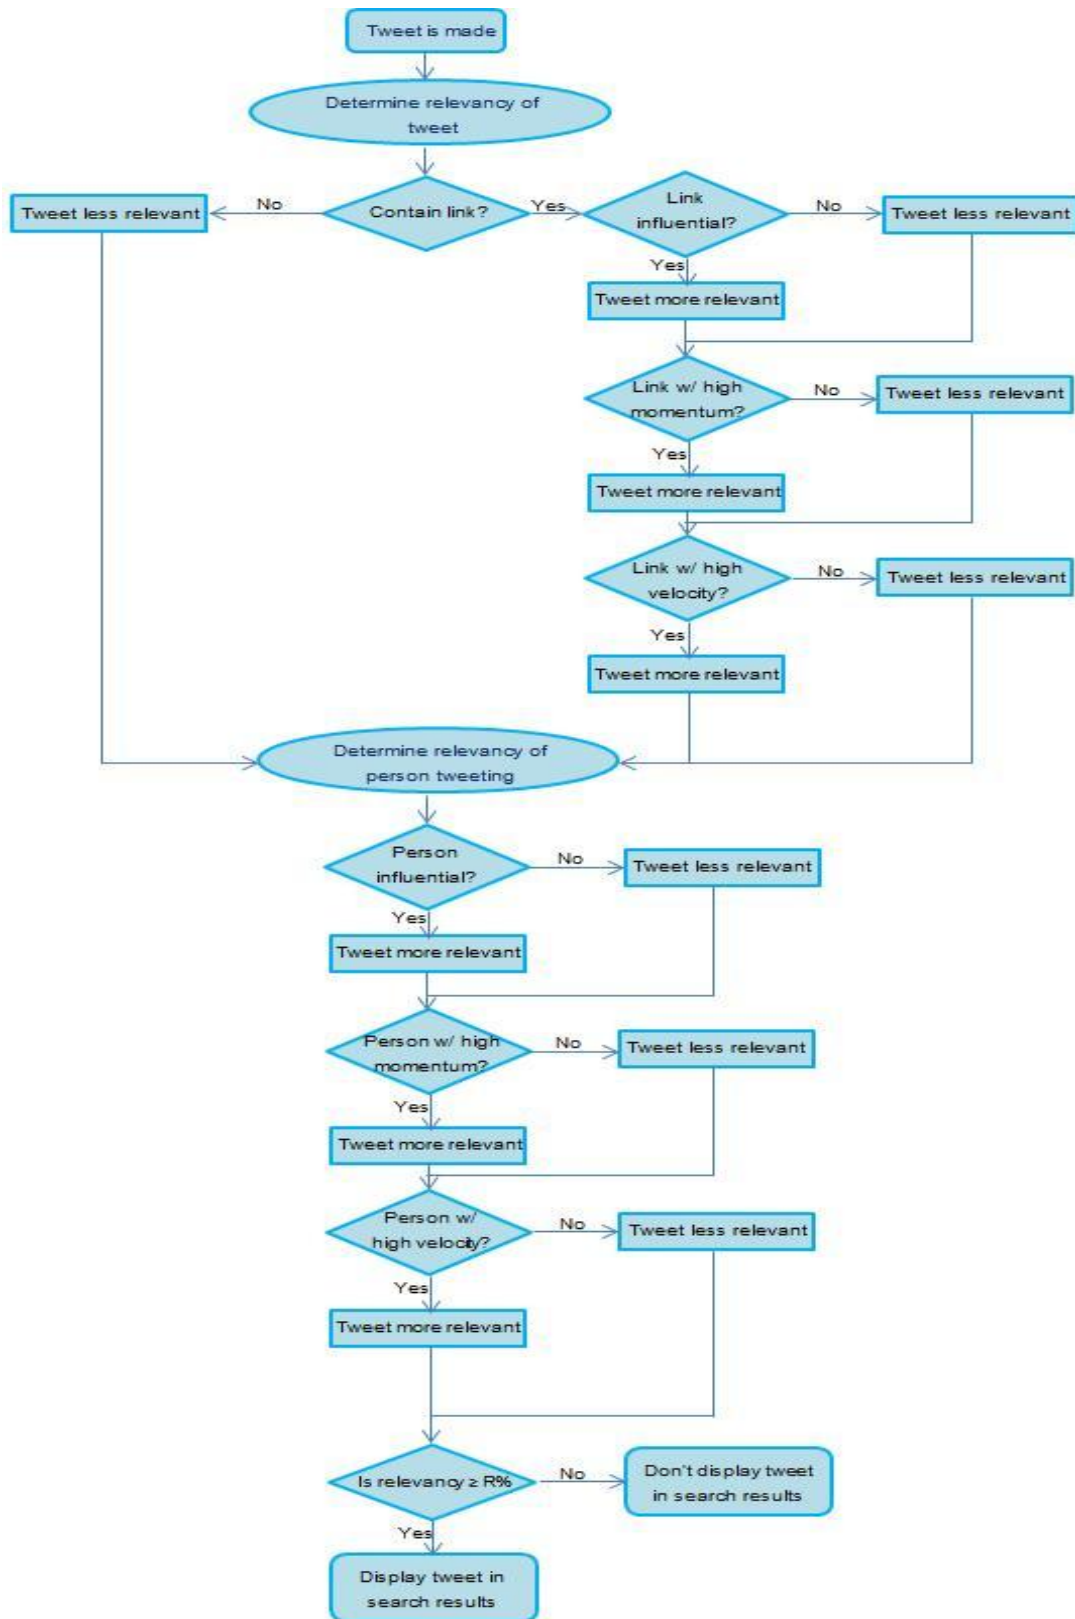 Tweet is made
Determine relevancy of
tweet
No
Contain link?
Yes
Tweet less relevant
Link
influential?
No
Tweet less relevant
Yes
Tweet more relevant
Link w/ high
momentum?
No
Tweet less relevant
Yes
Tweet more relevant
Link w/ high
velocity?
No
Tweet less relevant
Yes
Tweet more relevant
Determine relevancy of
person tweeting
Person
influential?
No
Tweet less relevant
Yes
Tweet more relevant
Person w/ high
momentum?
No
Tweet less relevant
Yes
Tweet more relevant
Person w/
high velocity?
No
Tweet less relevant
Yes
Tweet more relevant
Is relevancy ≥ R%
No
Don't display tweet
in search results
Yes
Display tweet in
search results